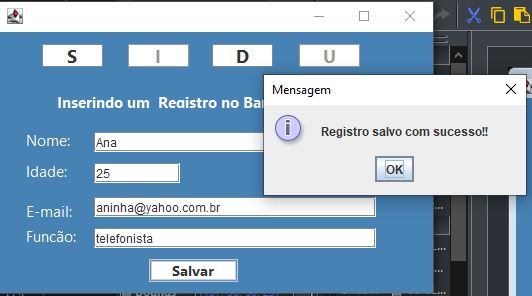 S I D U
Inserindo um Registro no Ban
Nome: Ana
Idade: 25
E-mail: aninha@yahoo.com.br
Funcão: telefonista
Salvar
Mensagem
Registro salvo com sucesso!!
OK